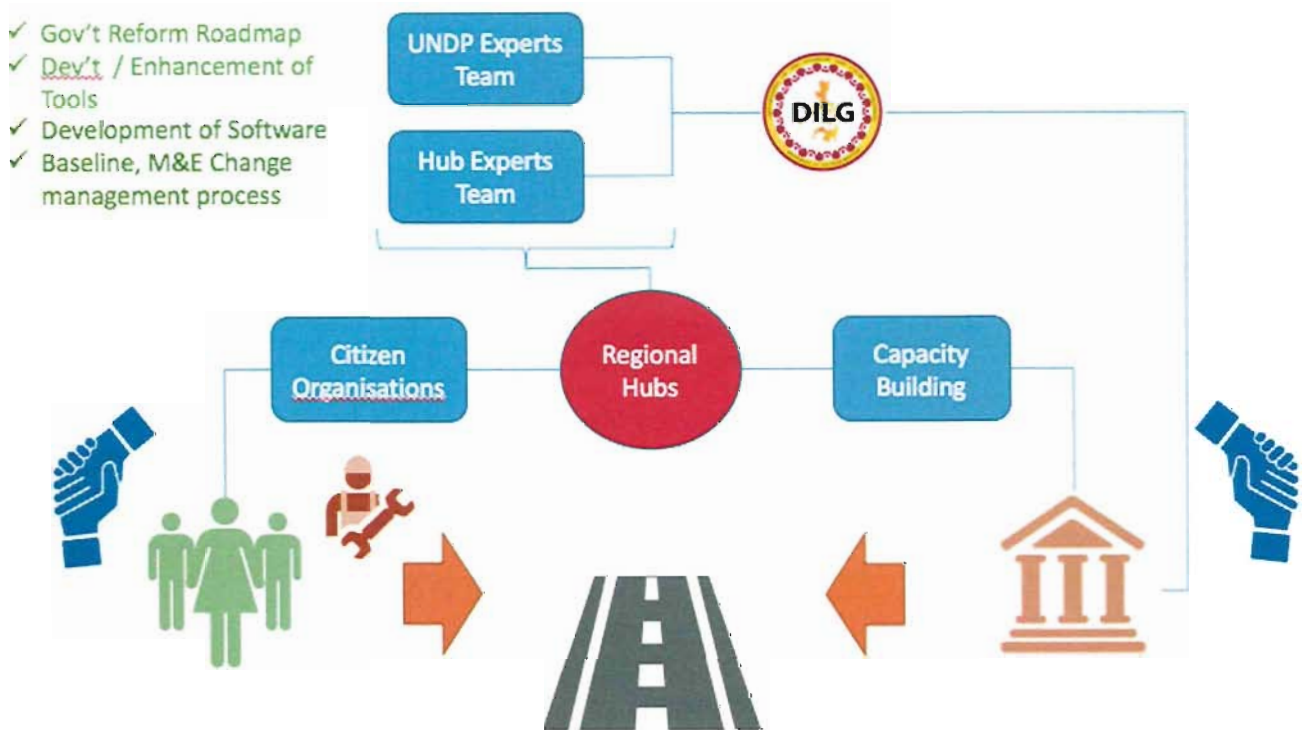 ✓ Gov't Reform Roadmap
✓ Dev't / Enhancement of
Tools
✓ Development of Software
✓ Baseline, M&E Change
management process
UNDP Experts
Team
Hub Experts
Team
DILG
Citizen
Organisations
Regional
Hubs
Capacity
Building